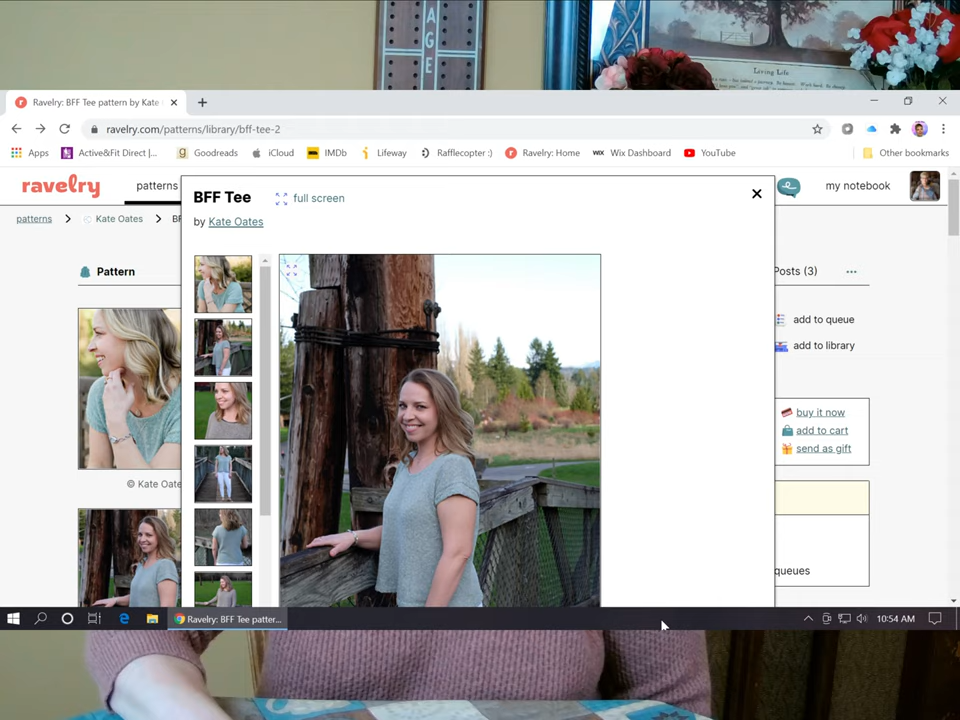 AGE
Living Life
Ravelry: BFF Tee pattern by Kate
ravelry.com/patterns/library/bff-tee-2
Apps
Active&Fit Direct |...
Goodreads
iCloud
IMDb
Lifeway
Rafflecopter :)
Ravelry: Home
WIX
Wix Dashboard
YouTube
Other bookmarks
ravelry
patterns
my notebook
patterns
Kate Oates
BF
BFF Tee
full screen
by Kate Oates
Pattern
Posts (3)
add to queue
add to library
buy it now
add to cart
send as gift
© Kate Oate
queues
Ravelry: BFF Tee patter...
10:54 AM